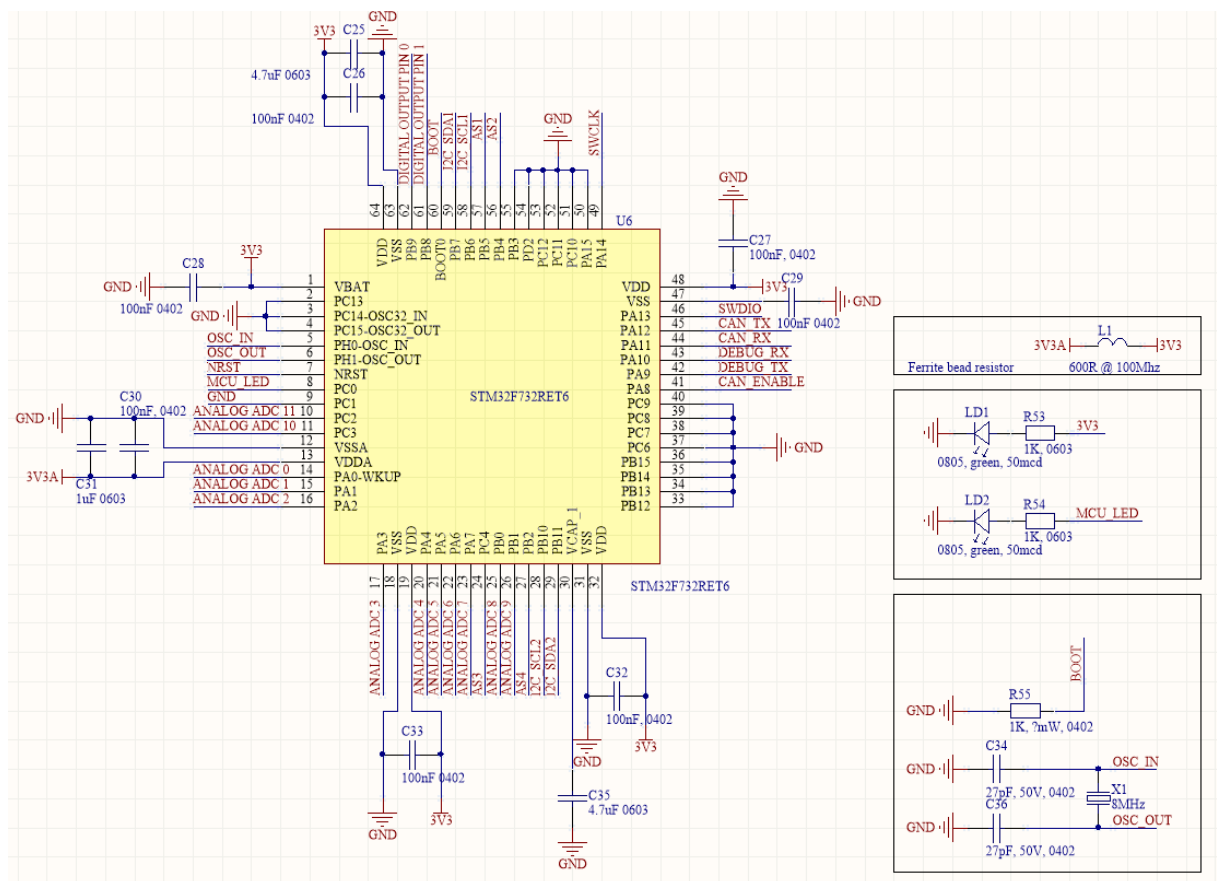 GND
3V3
C25
4.7uF 0603
C26
100nF 0402
DIGITAL OUTPUT PIN 0
DIGITAL OUTPUT PIN 1
BOOT
I2C_SDA1
I2C_SCL1
AS1
AS2
GND
SWCLK
64 63 62 61 60 59 58 57 56 55 54 53 52 51 50 49
VDD VSS PB9 PB8 BOOT0 PB7 PB6 PB5 PB4 PB3 PD2 PC12 PC11 PC10 PA15 PA14
U6
GND
C27
100nF, 0402
3V3
C28
GND
100nF 0402
3V3
C29
GND
100nF 0402
1 VBAT
2 PC13
GND
3 PC14-OSC32_IN
4 PC15-OSC32_OUT
OSC_IN 5 PH0-OSC_IN
OSC_OUT 6 PH1-OSC_OUT
NRST 7 NRST
MCU_LED 8 PC0
GND 9 PC1
ANALOG ADC 11 10 PC2
ANALOG ADC 10 11 PC3
12 VSSA
13 VDDA
ANALOG ADC 0 14 PA0-WKUP
ANALOG ADC 1 15 PA1
ANALOG ADC 2 16 PA2
GND
C30
100nF, 0402
3V3A
C31
1uF 0603
STM32F732RET6
VDD 48
VSS 47
PA13 46 SWDIO
PA12 45 CAN_TX
PA11 44 CAN_RX
PA10 43 DEBUG_RX
PA9 42 DEBUG_TX
PA8 41 CAN_ENABLE
PC9 40
PC8 39
PC7 38
PC6 37
PB15 36
PB14 35
PB13 34
PB12 33
GND
PA3 VSS VDD PA4 PA5 PA6 PA7 PC4 PB0 PB1 PB2 PB10 PB11 VCAP_1 VSS VDD
17 18 19 20 21 22 23 24 25 26 27 28 29 30 31 32
STM32F732RET6
ANALOG ADC 3
ANALOG ADC 4
ANALOG ADC 5
ANALOG ADC 6
ANALOG ADC 7
AS3
ANALOG ADC 8
ANALOG ADC 9
AS4
I2C_SCL2
I2C_SDA2
C32
100nF, 0402
GND
3V3
C33
100nF 0402
GND
3V3
C35
4.7uF 0603
GND
L1
3V3A
3V3
Ferrite bead resistor
600R @ 100Mhz
LD1
R53
3V3
1K, 0603
0805, green, 50mcd
LD2
R54
MCU_LED
1K, 0603
0805, green, 50mcd
BOOT
R55
GND
1K, ?mW, 0402
C34
GND
OSC_IN
27pF, 50V, 0402
X1
8MHz
C36
GND
OSC_OUT
27pF, 50V, 0402